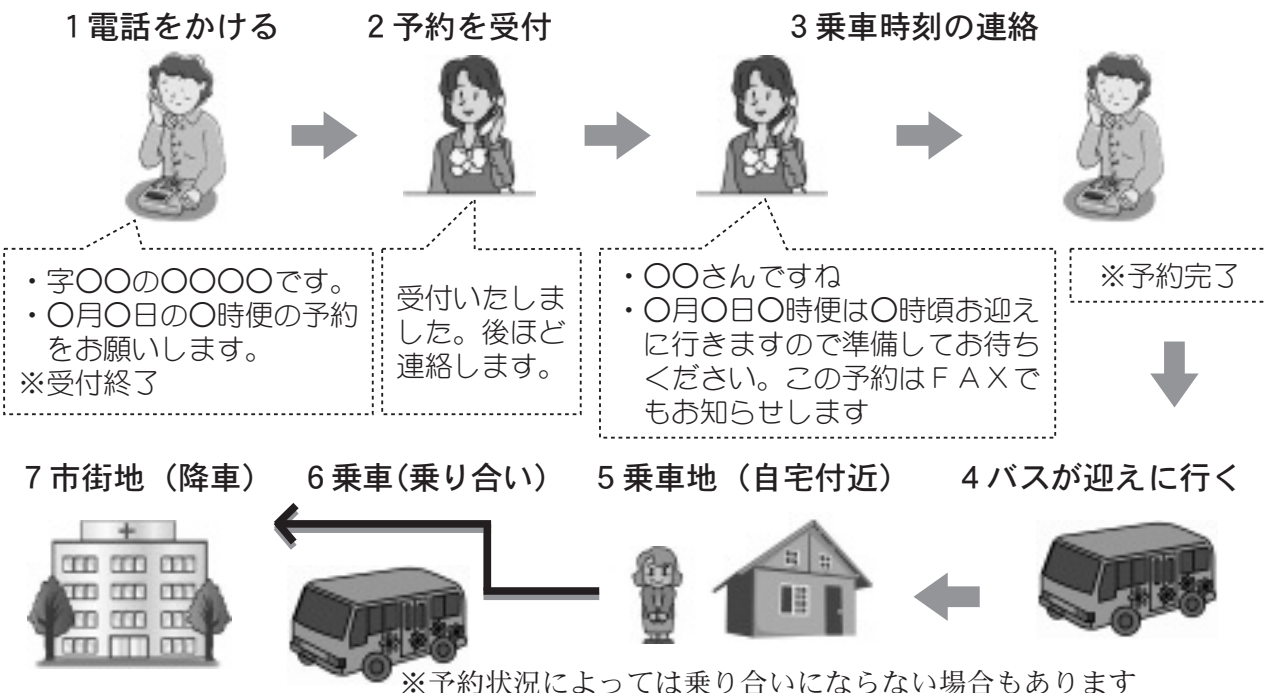 1電話をかける
2予約を受付
3乗車時刻の連絡
・字〇〇の〇〇〇〇です。
・〇月〇日の〇時便の予約
をお願いします。
※受付終了
受付いたしま
した。後ほど
連絡します。
・〇〇さんですね
・〇月〇日〇時便は〇時頃お迎え
に行きますので準備してお待ち
ください。この予約はFAXで
もお知らせします
※予約完了
7市街地（降車）
6乗車(乗り合い)
5乗車地（自宅付近）
4バスが迎えに行く
※予約状況によっては乗り合いにならない場合もあります